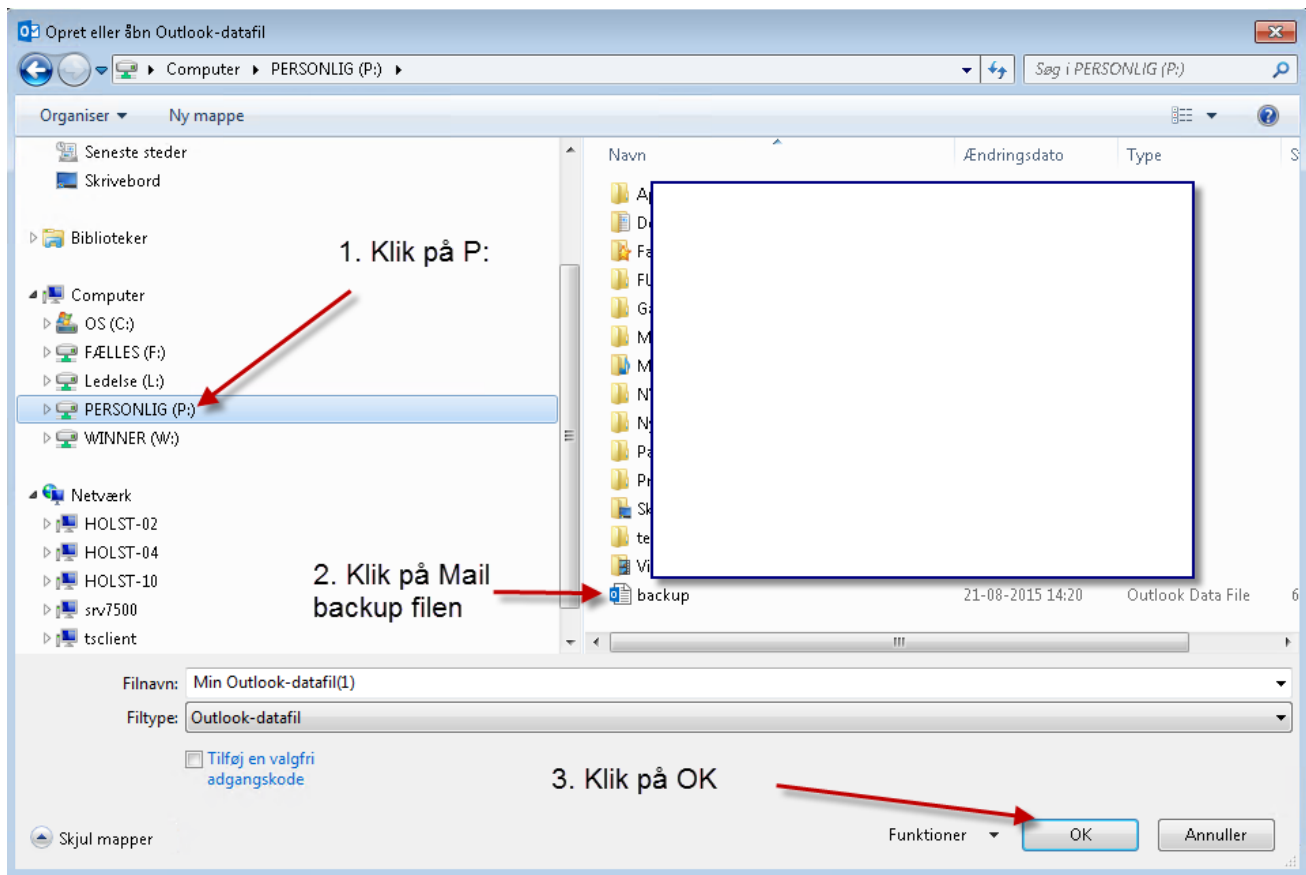 Opret eller åbn Outlook-datafil
Computer PERSONLIG (P:)
Søg i PERSONLIG (P:)
Organiser
Ny mappe
Seneste steder
Skrivebord
Biblioteker
1. Klik på P:
Computer
OS (C:)
FÆLLES (F:)
Ledelse (L:)
PERSONLIG (P:)
WINNER (W:)
Netværk
HOLST-02
HOLST-04
HOLST-10
srv7500
tsclient
2. Klik på Mail
backup filen
Navn
Ændringsdato
Type
backup
21-08-2015 14:20
Outlook Data File
Filnavn: Min Outlook-datafil(1)
Filtype: Outlook-datafil
Tilføj en valgfri
adgangskode
3. Klik på OK
Skjul mapper
Funktioner
OK
Annuller